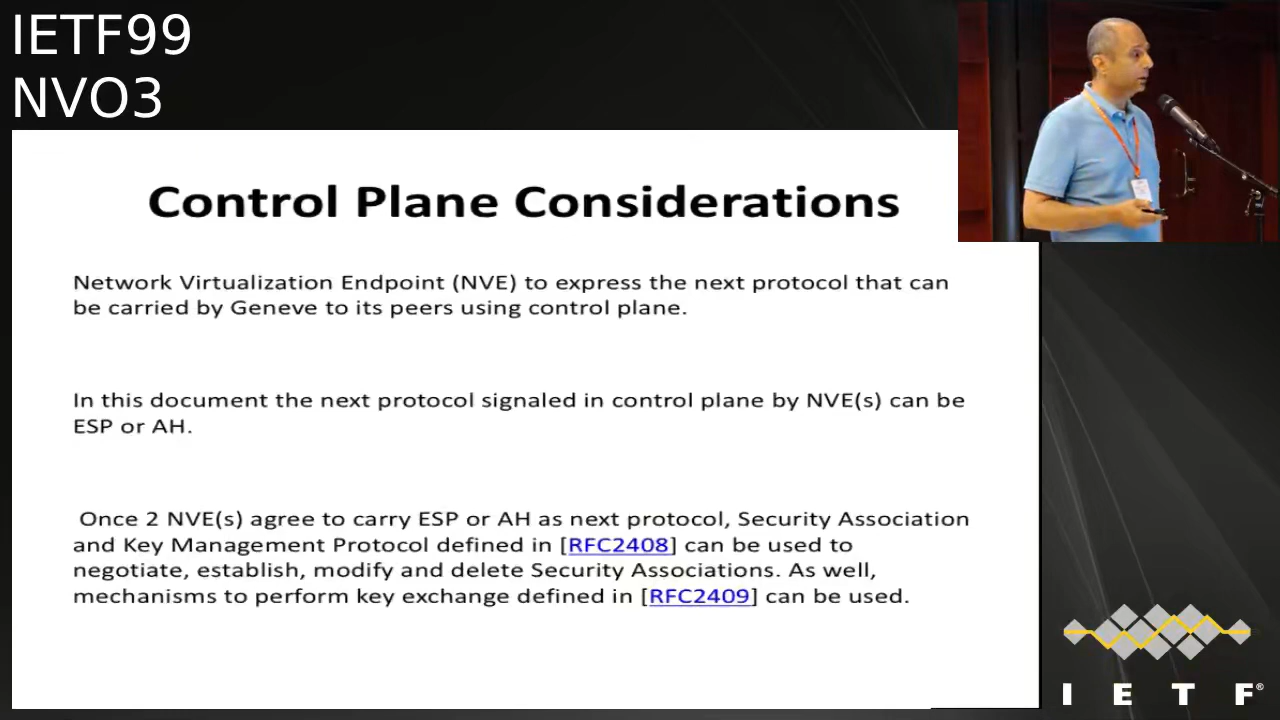 IETF99
NVO3
Control Plane Considerations
Network Virtualization Endpoint (NVE) to express the next protocol that can
be carried by Geneve to its peers using control plane.
In this document the next protocol signaled in control plane by NVE(s) can be
ESP or AH.
Once 2 NVE(s) agree to carry ESP or AH as next protocol, Security Association
and Key Management Protocol defined in [RFC2408] can be used to
negotiate, establish, modify and delete Security Associations. As well,
mechanisms to perform key exchange defined in [RFC2409] can be used.
I E T F®